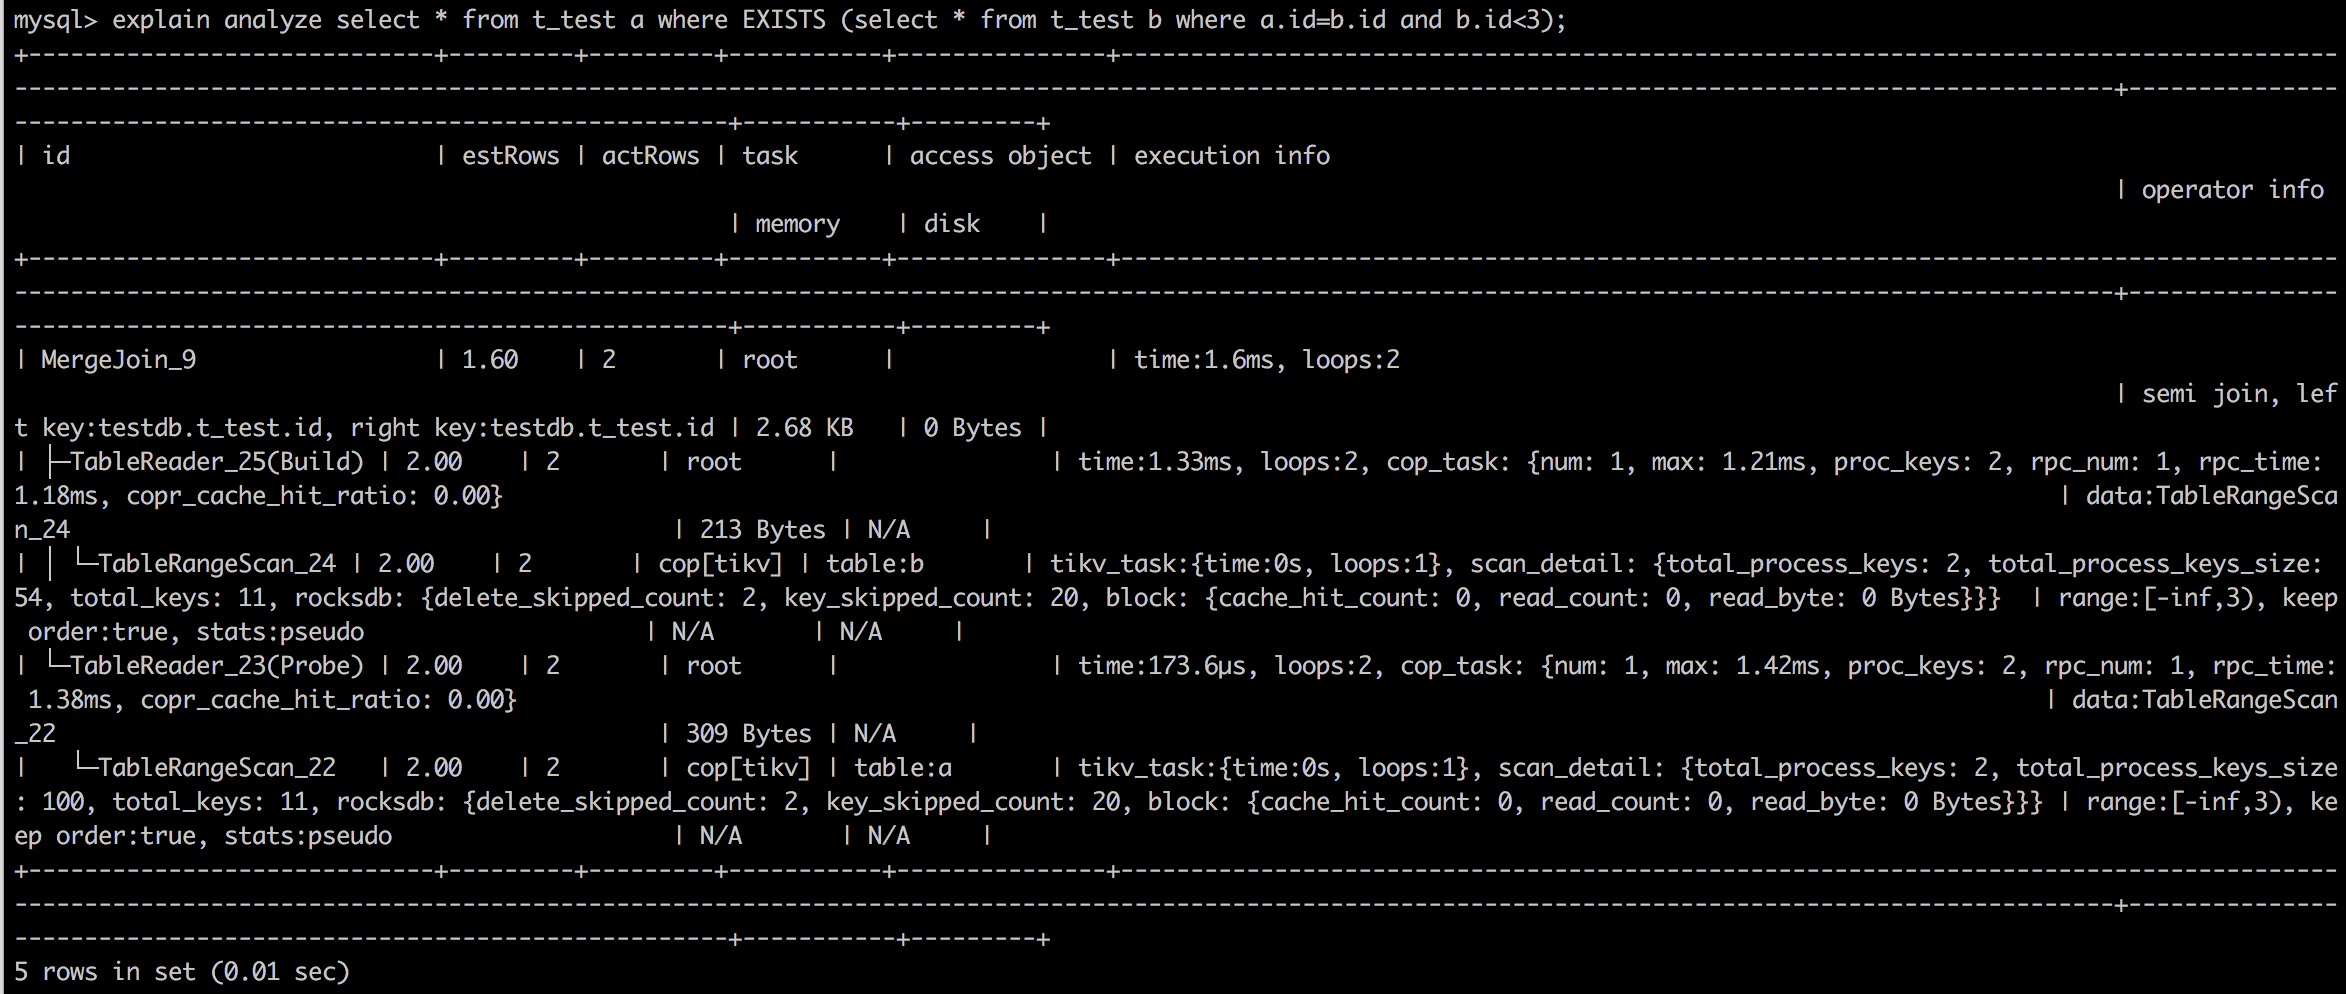 mysql> explain analyze select * from t_test a where EXISTS (select * from t_test b where a.id=b.id and b.id<3);
+-----------------------------+---------+---------+-----------+---------------+---------------------------------------------------------------------------------------
------------------------------------------------------------------------------------------------------------------------------------------------------+---------------
---------------------------------------------------+-----------+---------+
| id                          | estRows | actRows | task      | access object | execution info
                                                                                                                                                      | operator info
                                                   | memory    | disk    |
+-----------------------------+---------+---------+-----------+---------------+---------------------------------------------------------------------------------------
------------------------------------------------------------------------------------------------------------------------------------------------------+---------------
---------------------------------------------------+-----------+---------+
| MergeJoin_9                 | 1.60    | 2       | root      |               | time:1.6ms, loops:2
                                                                                                                                                      | semi join, lef
t key:testdb.t_test.id, right key:testdb.t_test.id | 2.68 KB   | 0 Bytes |
| ├─TableReader_25(Build) | 2.00    | 2       | root      |               | time:1.33ms, loops:2, cop_task: {num: 1, max: 1.21ms, proc_keys: 2, rpc_num: 1, rpc_time:
1.18ms, copr_cache_hit_ratio: 0.00}                                                                                                               | data:TableRangeSca
n_24                                           | 213 Bytes | N/A     |
| │ └─TableRangeScan_24 | 2.00    | 2       | cop[tikv] | table:b       | tikv_task:{time:0s, loops:1}, scan_detail: {total_process_keys: 2, total_process_keys_size:
54, total_keys: 11, rocksdb: {delete_skipped_count: 2, key_skipped_count: 20, block: {cache_hit_count: 0, read_count: 0, read_byte: 0 Bytes}}}  | range:[-inf,3), keep
 order:true, stats:pseudo                    | N/A       | N/A     |
| └─TableReader_23(Probe) | 2.00    | 2       | root      |               | time:173.6µs, loops:2, cop_task: {num: 1, max: 1.42ms, proc_keys: 2, rpc_num: 1, rpc_time:
 1.38ms, copr_cache_hit_ratio: 0.00}                                                                                                             | data:TableRangeScan
_22                                           | 309 Bytes | N/A     |
|   └─TableRangeScan_22   | 2.00    | 2       | cop[tikv] | table:a       | tikv_task:{time:0s, loops:1}, scan_detail: {total_process_keys: 2, total_process_keys_size
: 100, total_keys: 11, rocksdb: {delete_skipped_count: 2, key_skipped_count: 20, block: {cache_hit_count: 0, read_count: 0, read_byte: 0 Bytes}}} | range:[-inf,3), ke
ep order:true, stats:pseudo                    | N/A       | N/A     |
+-----------------------------+---------+---------+-----------+---------------+---------------------------------------------------------------------------------------
------------------------------------------------------------------------------------------------------------------------------------------------------+---------------
---------------------------------------------------+-----------+---------+
5 rows in set (0.01 sec)